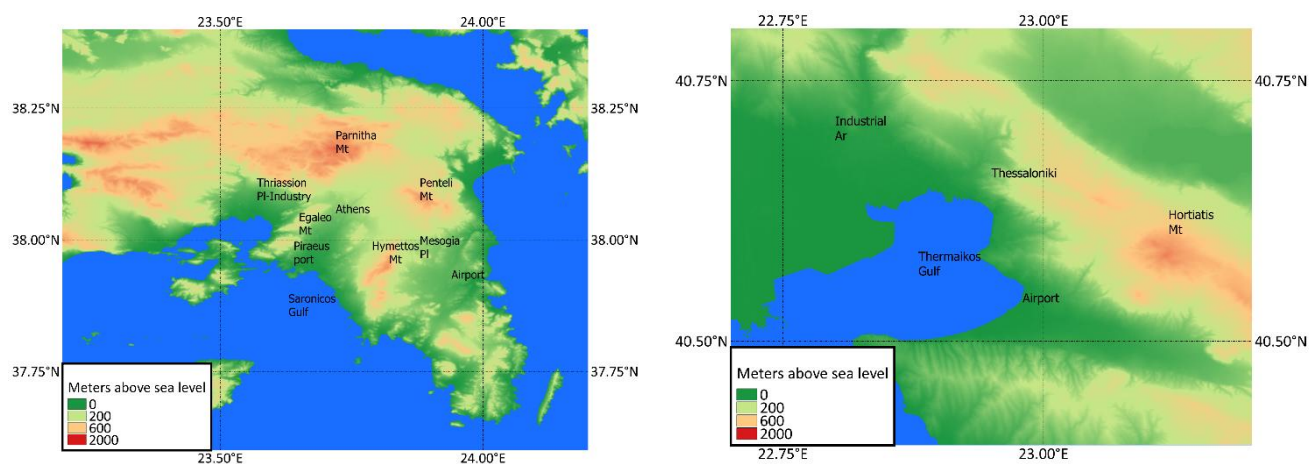 23.50°E
24.00°E
38.25°N
38.25°N
Parnitha
Mt
Thriassion
Pl-Industry
Penteli
Mt
Athens
Egaleo
Mt
38.00°N
38.00°N
Piraeus
port
Hymettos
Mt
Mesogia
Pl
Airport
Saronicos
Gulf
37.75°N
37.75°N
Meters above sea level
0
200
600
2000
23.50°E
24.00°E
22.75°E
23.00°E
40.75°N
40.75°N
Industrial
Ar
Thessaloniki
Hortiatis
Mt
Thermaikos
Gulf
Airport
40.50°N
40.50°N
Meters above sea level
0
200
600
2000
22.75°E
23.00°E